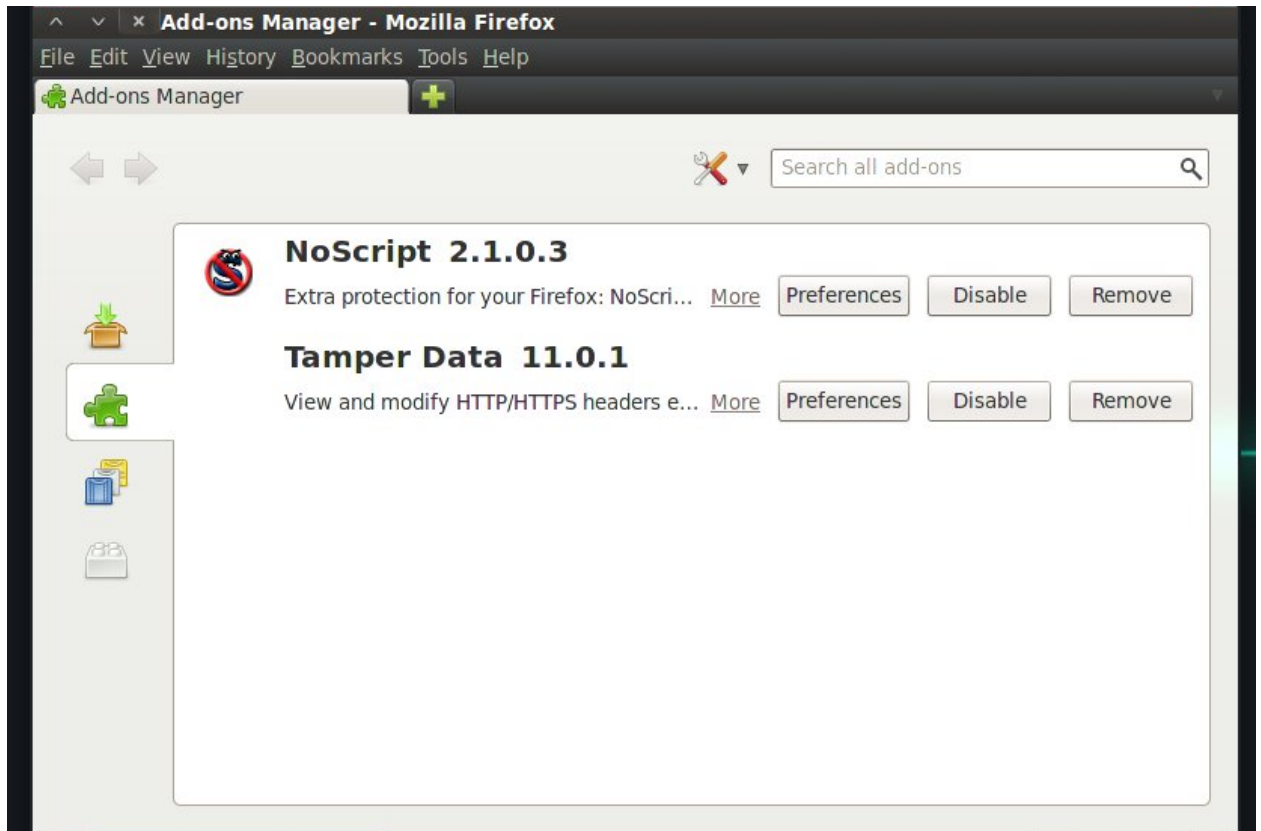 Add-ons Manager - Mozilla Firefox
File Edit View History Bookmarks Tools Help
Add-ons Manager
Search all add-ons
NoScript 2.1.0.3
Extra protection for your Firefox: NoScri... More Preferences Disable Remove
Tamper Data 11.0.1
View and modify HTTP/HTTPS headers e... More Preferences Disable Remove